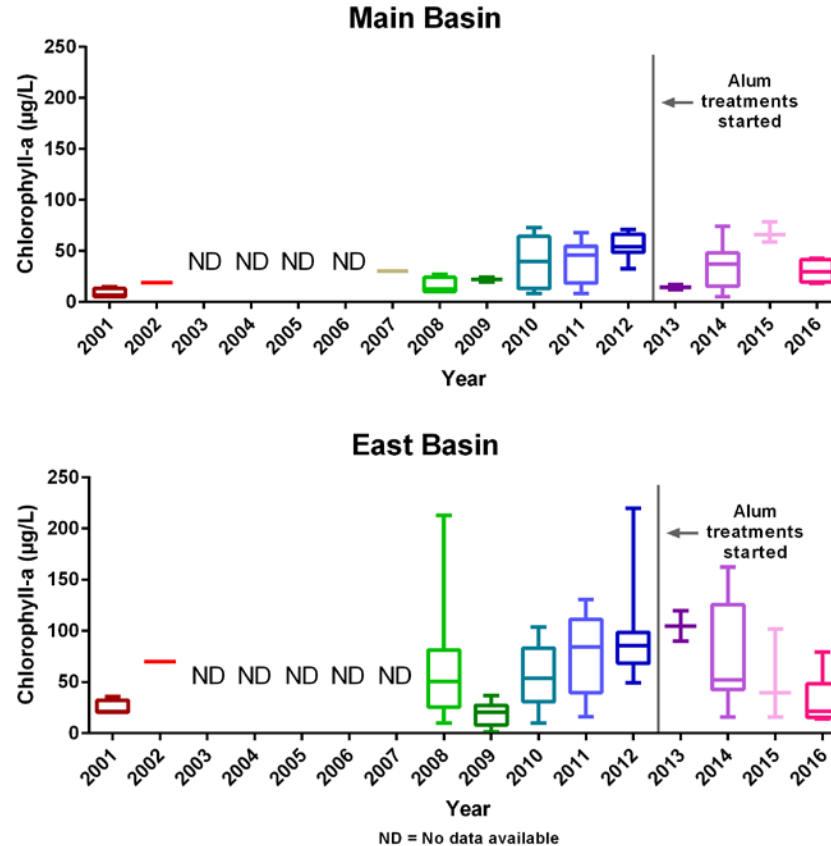 Main Basin
Chlorophyll-a (µg/L)
250
200
150
100
50
0
Alum
treatments
started
ND ND ND ND
2001 2002 2003 2004 2005 2006 2007 2008 2009 2010 2011 2012 2013 2014 2015 2016
Year
East Basin
Chlorophyll-a (µg/L)
250
200
150
100
50
0
Alum
treatments
started
ND ND ND ND ND
2001 2002 2003 2004 2005 2006 2007 2008 2009 2010 2011 2012 2013 2014 2015 2016
Year
ND = No data available